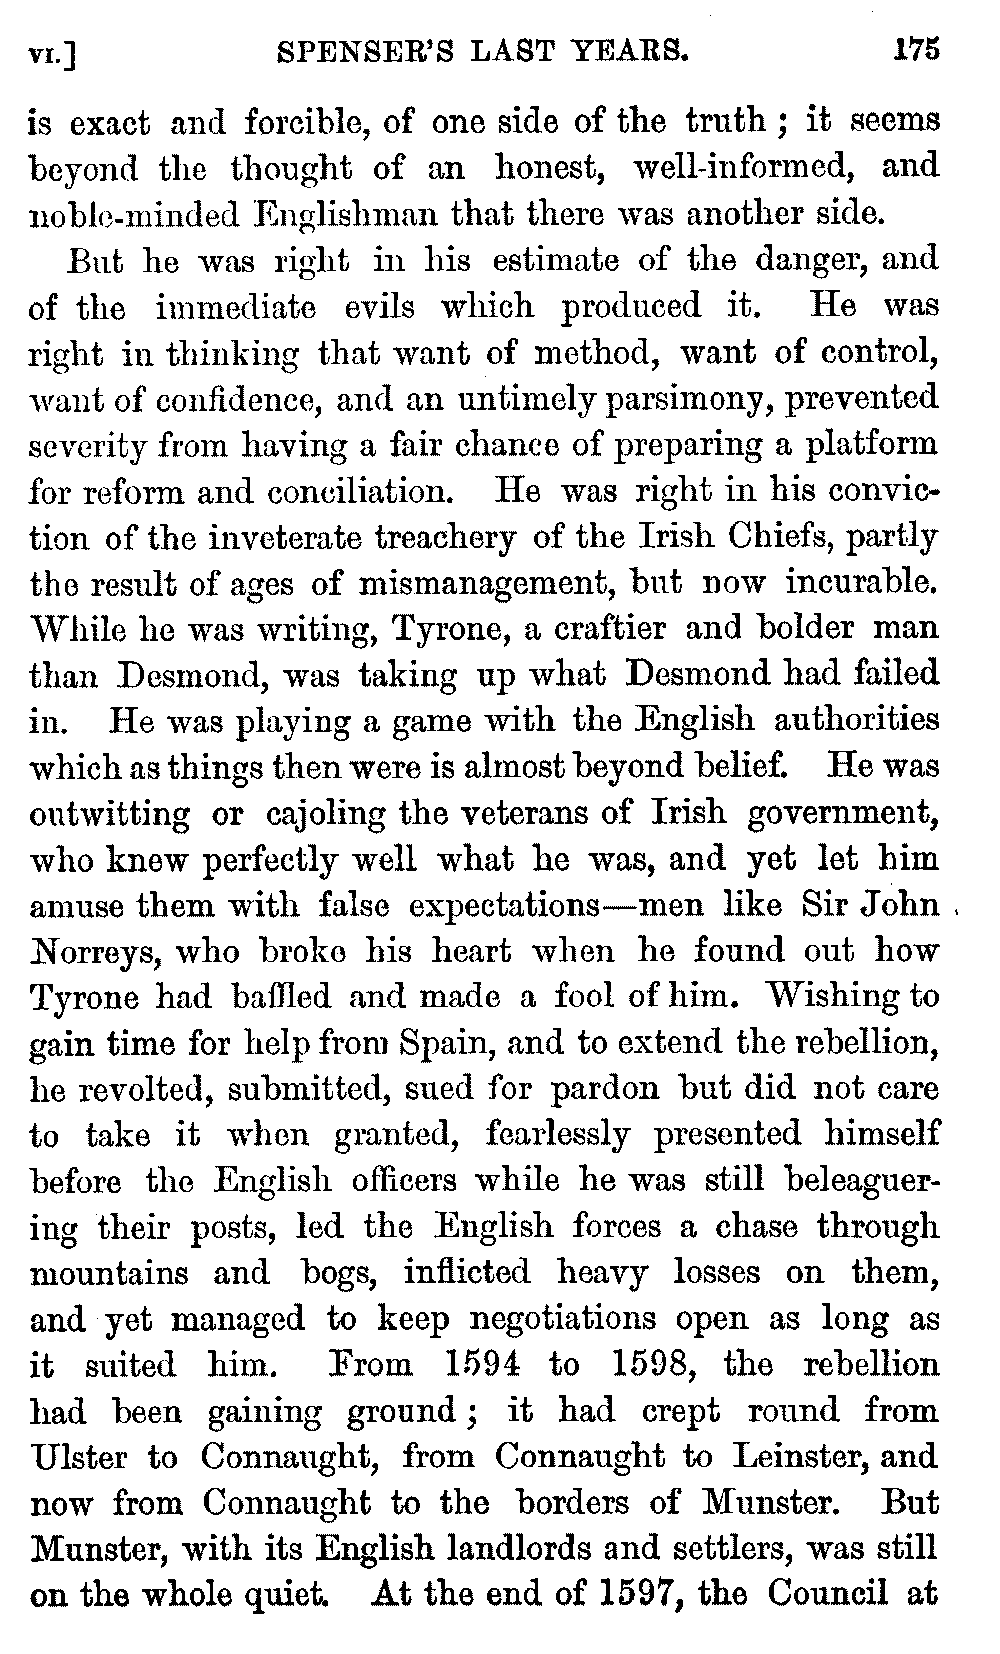 VI.] SPENSER'S LAST YEARS. 175
is exact and forcible, of one side of the truth ; it seems
beyond the thought of an honest, well-informed, and
noble-minded Englishman that there was another side.
But he was right in his estimate of the danger, and
of the immediate evils which produced it. He was
right in thinking that want of method, want of control,
want of confidence, and an untimely parsimony, prevented
severity from having a fair chance of preparing a platform
for reform and conciliation. He was right in his convic-
tion of the inveterate treachery of the Irish Chiefs, partly
the result of ages of mismanagement, but now incurable.
While he was writing, Tyrone, a craftier and bolder man
than Desmond, was taking up what Desmond had failed
in. He was playing a game with the English authorities
which as things then were is almost beyond belief. He was
outwitting or cajoling the veterans of Irish government,
who knew perfectly well what he was, and yet let him
amuse them with false expectations—men like Sir John
Norreys, who broke his heart when he found out how
Tyrone had baffled and made a fool of him. Wishing to
gain time for help from Spain, and to extend the rebellion,
he revolted, submitted, sued for pardon but did not care
to take it when granted, fearlessly presented himself
before the English officers while he was still beleaguer-
ing their posts, led the English forces a chase through
mountains and bogs, inflicted heavy losses on them,
and yet managed to keep negotiations open as long as
it suited him. From 1594 to 1598, the rebellion
had been gaining ground ; it had crept round from
Ulster to Connaught, from Connaught to Leinster, and
now from Connaught to the borders of Munster. But
Munster, with its English landlords and settlers, was still
on the whole quiet. At the end of 1597, the Council at